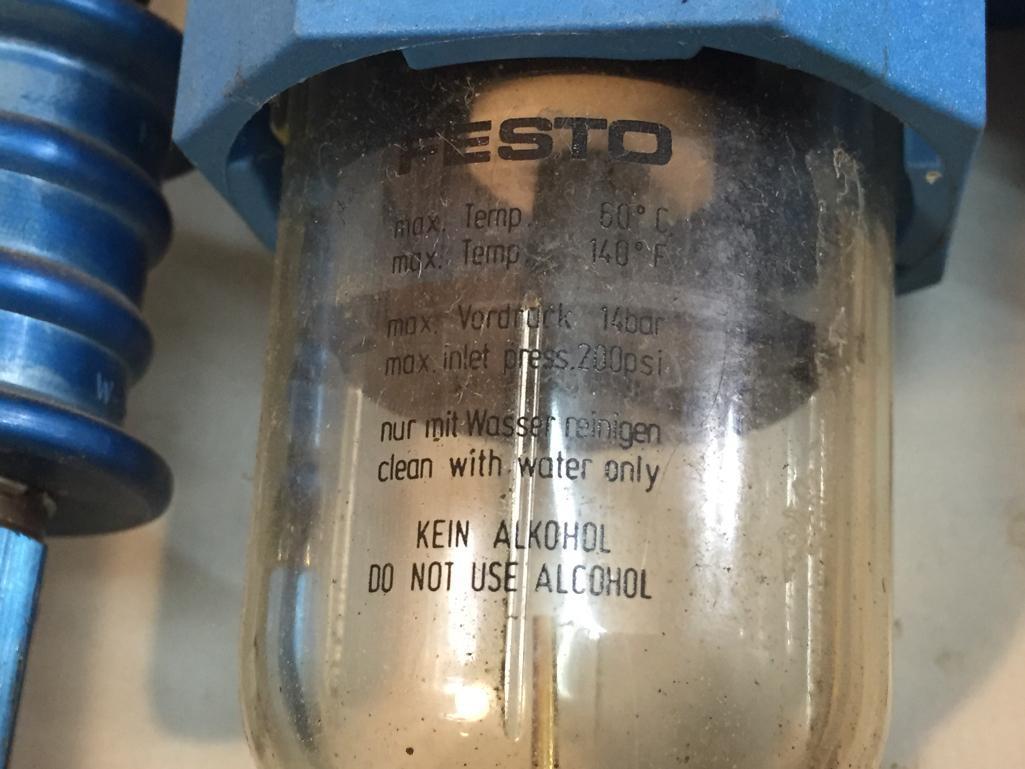 FESTO
max. Temp. 60° C
max. Temp. 140° F
max. Vordruck 14bar
max. inlet press. 200psi
nur mit Wasser reinigen
clean with water only
KEIN ALKOHOL
DO NOT USE ALCOHOL
W